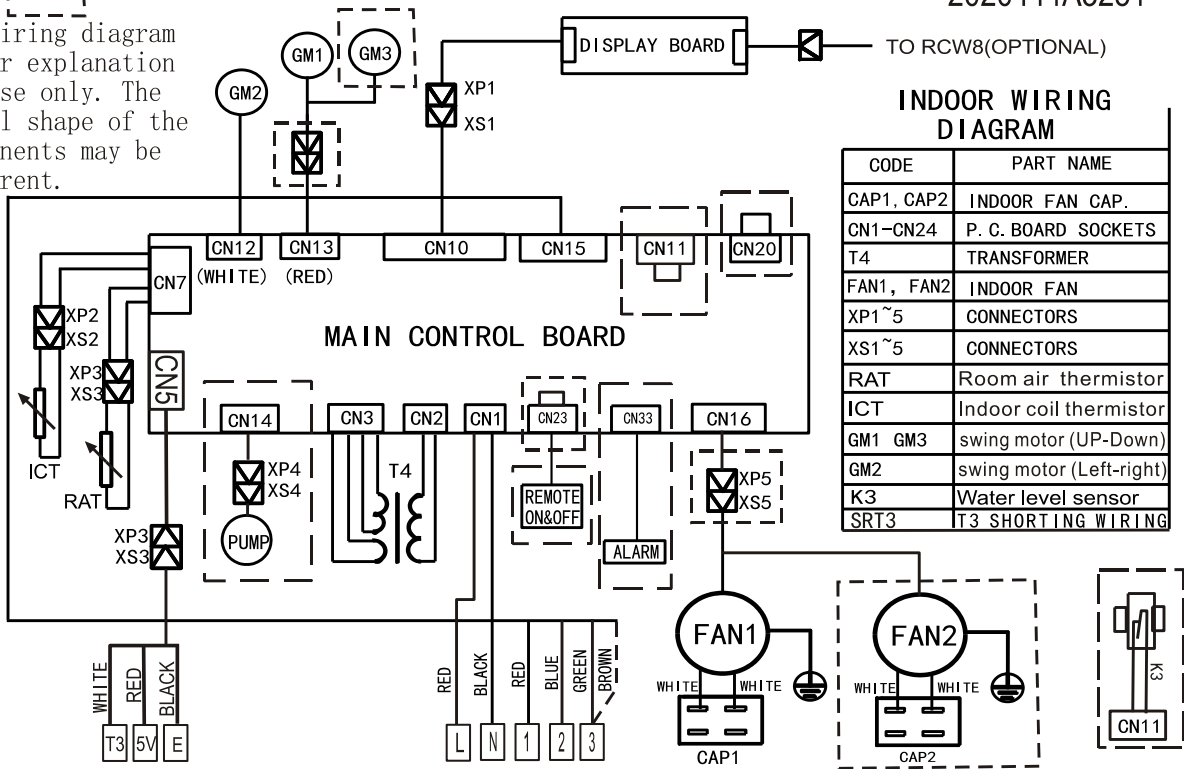 iring diagram
r explanation
se only. The
l shape of the
nents may be
rent.
GM1
GM3
GM2
XP1
XS1
DISPLAY BOARD
TO RCW8(OPTIONAL)
INDOOR WIRING
DIAGRAM
CODE PART NAME
CAP1, CAP2 INDOOR FAN CAP.
CN1-CN24 P. C. BOARD SOCKETS
T4 TRANSFORMER
FAN1, FAN2 INDOOR FAN
XP1~5 CONNECTORS
XS1~5 CONNECTORS
RAT Room air thermistor
ICT Indoor coil thermistor
GM1 GM3 swing motor (UP-Down)
GM2 swing motor (Left-right)
K3 Water level sensor
SRT3 T3 SHORTING WIRING
CN12
(WHITE)
CN13
(RED)
CN10
CN15
CN11
CN20
CN7
XP2
XS2
XP3
XS3
ICT
RAT
MAIN CONTROL BOARD
CN5
CN14
CN3
CN2
CN1
CN23
CN33
CN16
XP4
XS4
PUMP
T4
REMOTE
ON&OFF
ALARM
XP5
XS5
XP3
XS3
WHITE
RED
BLACK
T3
5V
E
RED
BLACK
RED
BLUE
GREEN
BROWN
L
N
1
2
3
FAN1
WHITE
WHITE
CAP1
FAN2
WHITE
WHITE
CAP2
K3
CN11